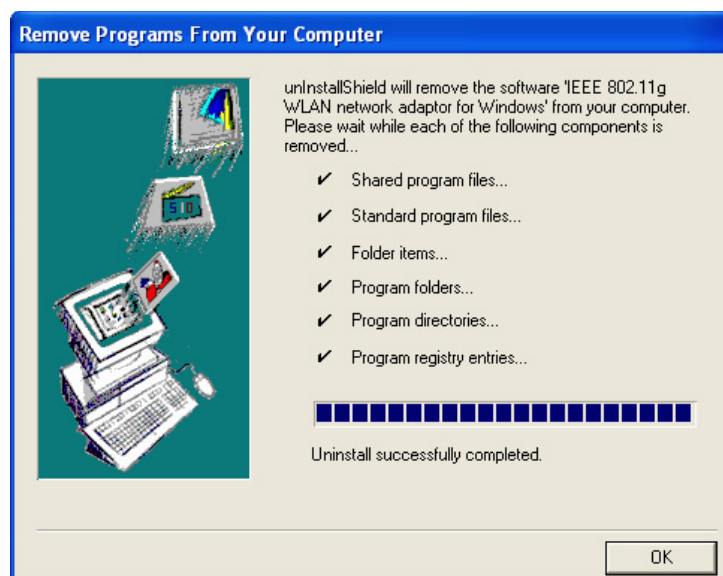 Remove Programs From Your Computer
unInstallShield will remove the software 'IEEE 802.11g
WLAN network adaptor for Windows' from your computer.
Please wait while each of the following components is
removed...
✔ Shared program files...
✔ Standard program files...
✔ Folder items...
✔ Program folders...
✔ Program directories...
✔ Program registry entries...
Uninstall successfully completed.
OK